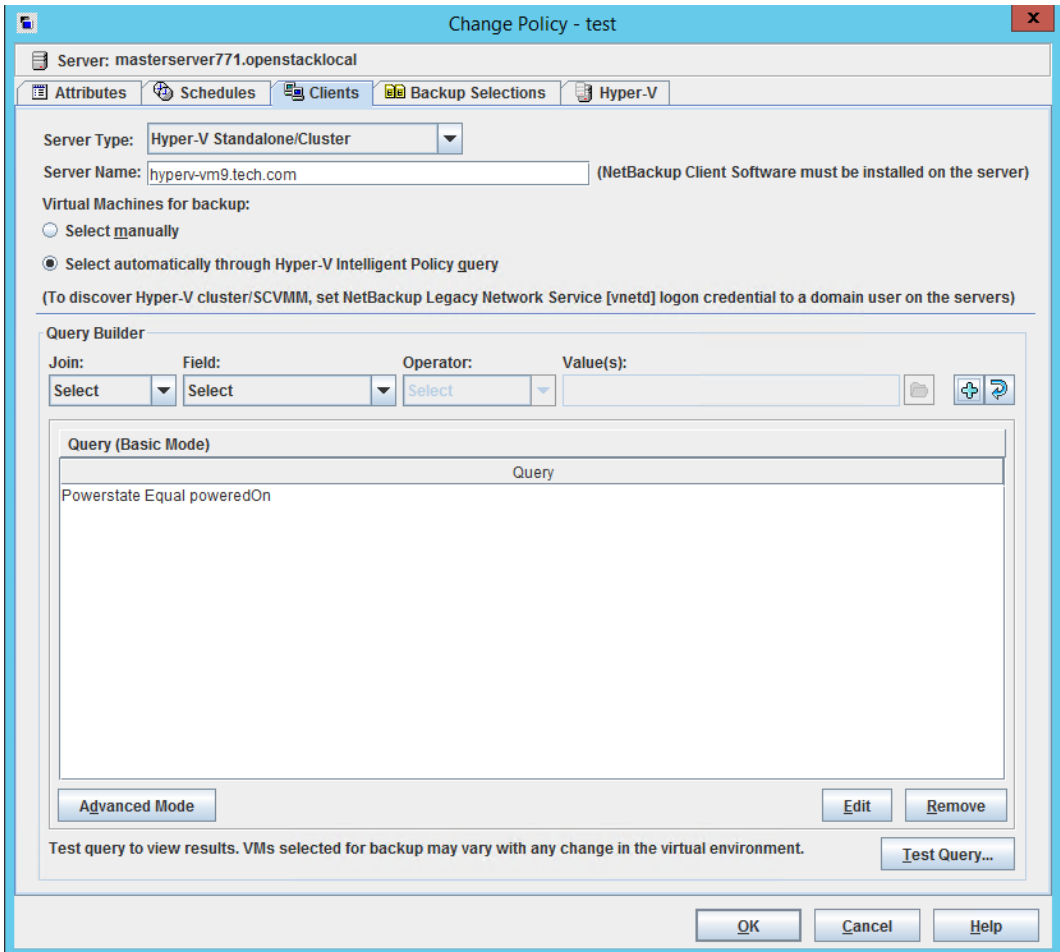 Change Policy - test
x
Server: masterserver771.openstacklocal
Attributes Schedules Clients Backup Selections Hyper-V
Server Type: Hyper-V Standalone/Cluster
Server Name: hyperv-vm9.tech.com (NetBackup Client Software must be installed on the server)
Virtual Machines for backup:
Select manually
Select automatically through Hyper-V Intelligent Policy query
(To discover Hyper-V cluster/SCVMM, set NetBackup Legacy Network Service [vnetd] logon credential to a domain user on the servers)
Query Builder
Join: Field: Operator: Value(s):
Select Select Select
Query (Basic Mode)
Query
Powerstate Equal poweredOn
Advanced Mode Edit Remove
Test query to view results. VMs selected for backup may vary with any change in the virtual environment. Test Query...
OK Cancel Help